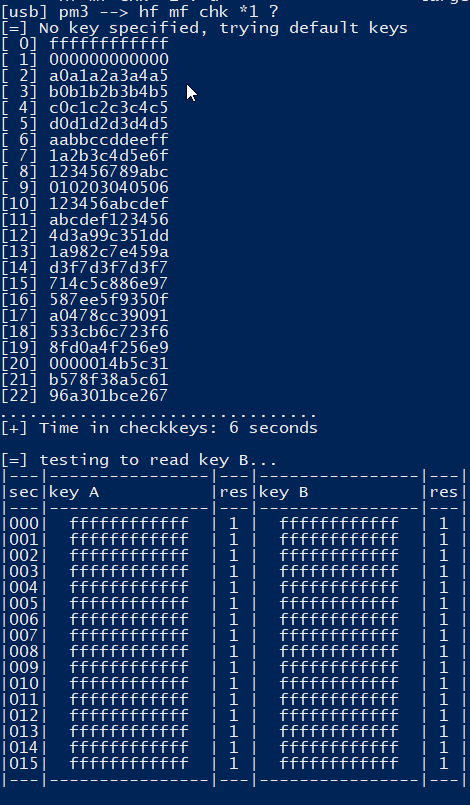 [usb] pm3 --> hf mf chk *1 ?
[=] No key specified, trying default keys
[ 0] ffffffffffff
[ 1] 000000000000
[ 2] a0a1a2a3a4a5
[ 3] b0b1b2b3b4b5
[ 4] c0c1c2c3c4c5
[ 5] d0d1d2d3d4d5
[ 6] aabbccddeeff
[ 7] 1a2b3c4d5e6f
[ 8] 123456789abc
[ 9] 010203040506
[10] 123456abcdef
[11] abcdef123456
[12] 4d3a99c351dd
[13] 1a982c7e459a
[14] d3f7d3f7d3f7
[15] 714c5c886e97
[16] 587ee5f9350f
[17] a0478cc39091
[18] 533cb6c723f6
[19] 8fd0a4f256e9
[20] 0000014b5c31
[21] b578f38a5c61
[22] 96a301bce267
................................
[+] Time in checkkeys: 6 seconds
[=] testing to read key B...
|---|----------------|---|----------------|---|
|sec|key A           |res|key B           |res|
|---|----------------|---|----------------|---|
|000|  ffffffffffff  | 1 |  ffffffffffff  | 1 |
|001|  ffffffffffff  | 1 |  ffffffffffff  | 1 |
|002|  ffffffffffff  | 1 |  ffffffffffff  | 1 |
|003|  ffffffffffff  | 1 |  ffffffffffff  | 1 |
|004|  ffffffffffff  | 1 |  ffffffffffff  | 1 |
|005|  ffffffffffff  | 1 |  ffffffffffff  | 1 |
|006|  ffffffffffff  | 1 |  ffffffffffff  | 1 |
|007|  ffffffffffff  | 1 |  ffffffffffff  | 1 |
|008|  ffffffffffff  | 1 |  ffffffffffff  | 1 |
|009|  ffffffffffff  | 1 |  ffffffffffff  | 1 |
|010|  ffffffffffff  | 1 |  ffffffffffff  | 1 |
|011|  ffffffffffff  | 1 |  ffffffffffff  | 1 |
|012|  ffffffffffff  | 1 |  ffffffffffff  | 1 |
|013|  ffffffffffff  | 1 |  ffffffffffff  | 1 |
|014|  ffffffffffff  | 1 |  ffffffffffff  | 1 |
|015|  ffffffffffff  | 1 |  ffffffffffff  | 1 |
|---|----------------|---|----------------|---|